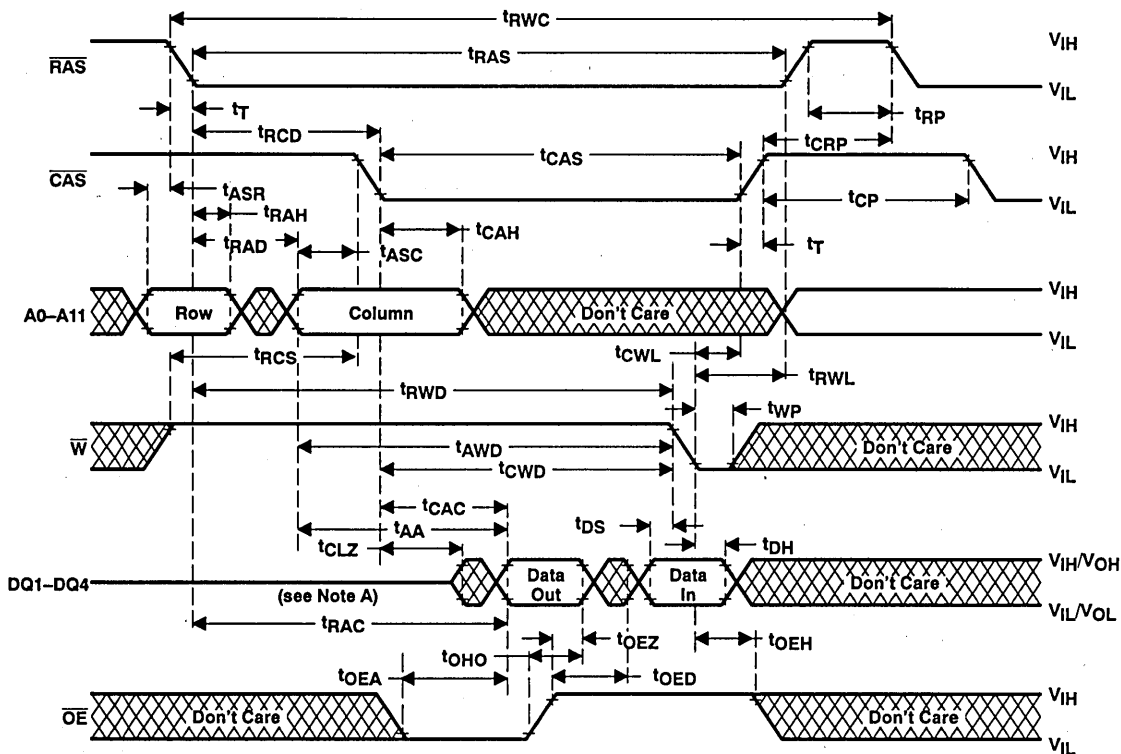 tRWC
RAS
tRAS
VIH
VIL
tT
tRP
tRCD
tCRP
CAS
tCAS
VIH
VIL
tASR
tCP
tRAH
tRAD
tCAH
tASC
tT
A0–A11
Row
Column
Don't Care
VIH
VIL
tRCS
tCWL
tRWL
tRWD
tWP
W
tAWD
Don't Care
VIH
VIL
tCWD
tCAC
tAA
tDS
tCLZ
tDH
DQ1–DQ4
(see Note A)
Data
Out
Data
In
Don't Care
VIH/VOH
VIL/VOL
tRAC
tOEZ
tOEH
tOHO
tOEA
tOED
OE
Don't Care
Don't Care
VIH
VIL